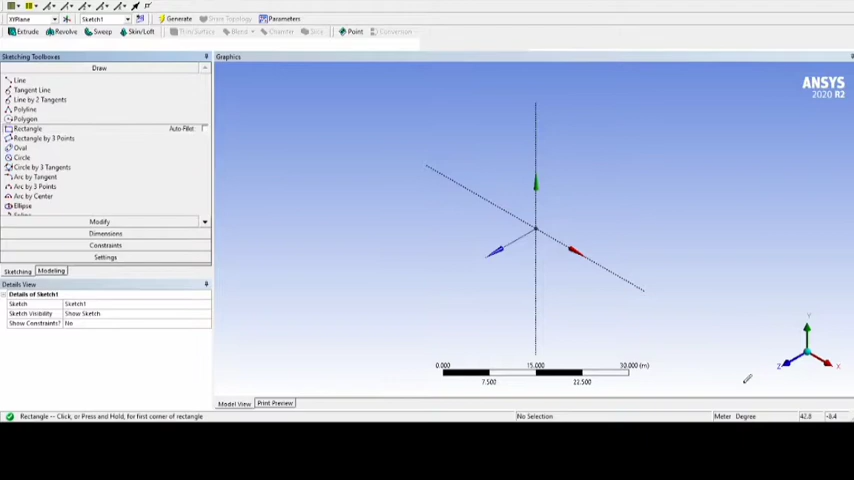 XYPlane Sketch1 Generate Share Topology Parameters
Extrude Revolve Sweep Skin/Loft Thin/Surface Blend Chamfer Slice Point Conversion
Sketching Toolboxes
Draw
Line
Tangent Line
Line by 2 Tangents
Polyline
Polygon
Rectangle Auto-Fillet
Rectangle by 3 Points
Oval
Circle
Circle by 3 Tangents
Arc by Tangent
Arc by 3 Points
Arc by Center
Ellipse
Modify
Dimensions
Constraints
Settings
Sketching Modeling
Details View
Details of Sketch1
Sketch Sketch1
Sketch Visibility Show Sketch
Show Constraints? No
Graphics
ANSYS
2020 R2
0.000 15.000 30.000 (m)
7.500 22.500
Y
Z X
Model View Print Preview
Rectangle -- Click, or Press and Hold, for first corner of rectangle No Selection Meter Degree 42.8